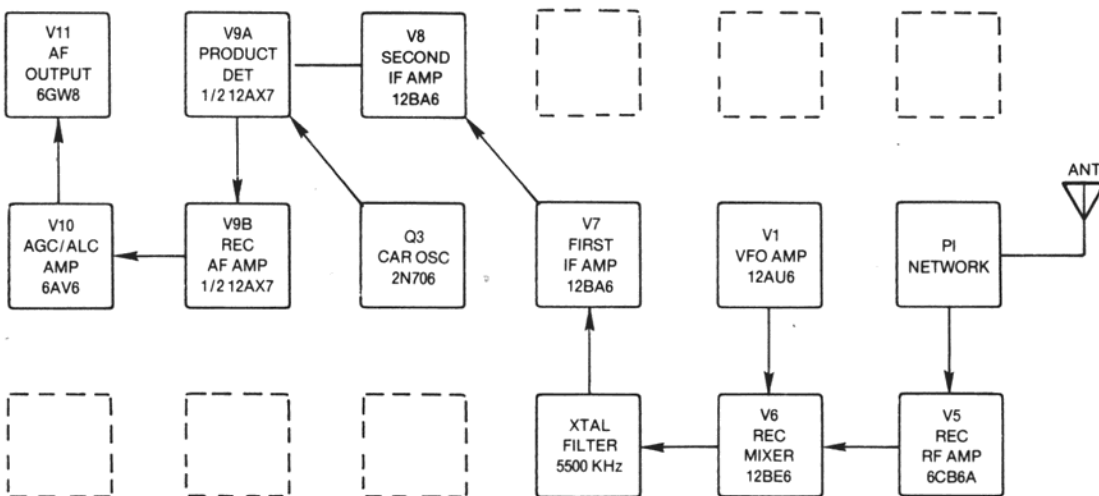 V11
AF
OUTPUT
6GW8
V9A
PRODUCT
DET
1/2 12AX7
V8
SECOND
IF AMP
12BA6
ANT
V10
AGC/ALC
AMP
6AV6
V9B
REC
AF AMP
1/2 12AX7
Q3
CAR OSC
2N706
V7
FIRST
IF AMP
12BA6
V1
VFO AMP
12AU6
PI
NETWORK
XTAL
FILTER
5500 KHz
V6
REC
MIXER
12BE6
V5
REC
RF AMP
6CB6A